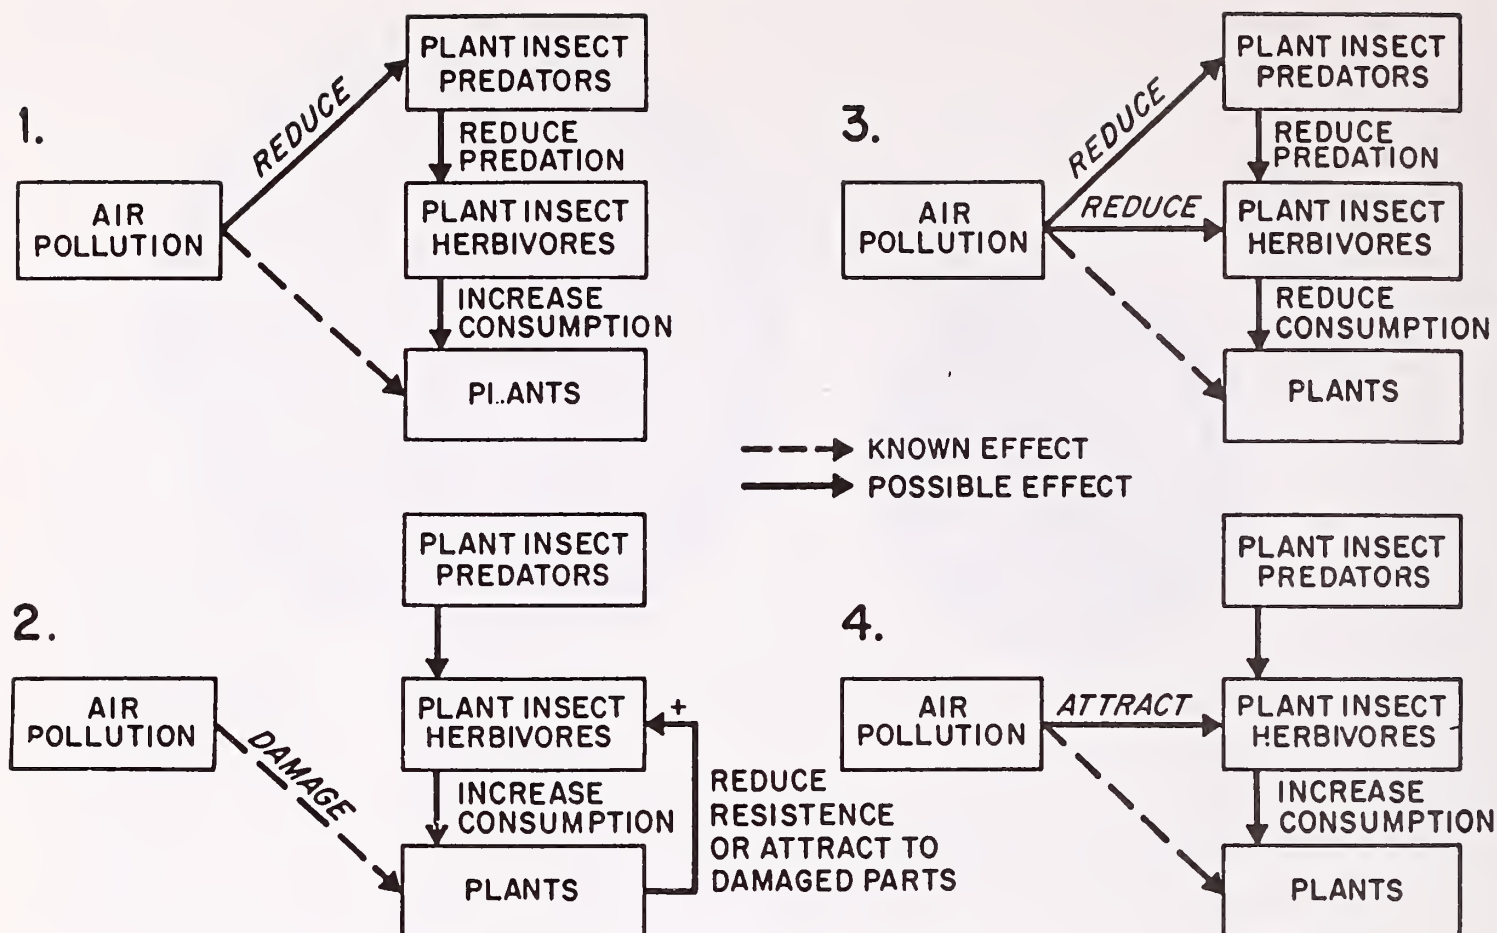 1.
PLANT INSECT
PREDATORS
REDUCE
REDUCE
PREDATION
AIR
POLLUTION
PLANT INSECT
HERBIVORES
INCREASE
CONSUMPTION
PLANTS
3.
PLANT INSECT
PREDATORS
REDUCE
REDUCE
PREDATION
AIR
POLLUTION
REDUCE
PLANT INSECT
HERBIVORES
REDUCE
CONSUMPTION
PLANTS
KNOWN EFFECT
POSSIBLE EFFECT
2.
PLANT INSECT
PREDATORS
AIR
POLLUTION
DAMAGE
PLANT INSECT
HERBIVORES
+
INCREASE
CONSUMPTION
REDUCE
RESISTENCE
OR ATTRACT TO
DAMAGED PARTS
PLANTS
4.
PLANT INSECT
PREDATORS
AIR
POLLUTION
ATTRACT
PLANT INSECT
HERBIVORES
INCREASE
CONSUMPTION
PLANTS